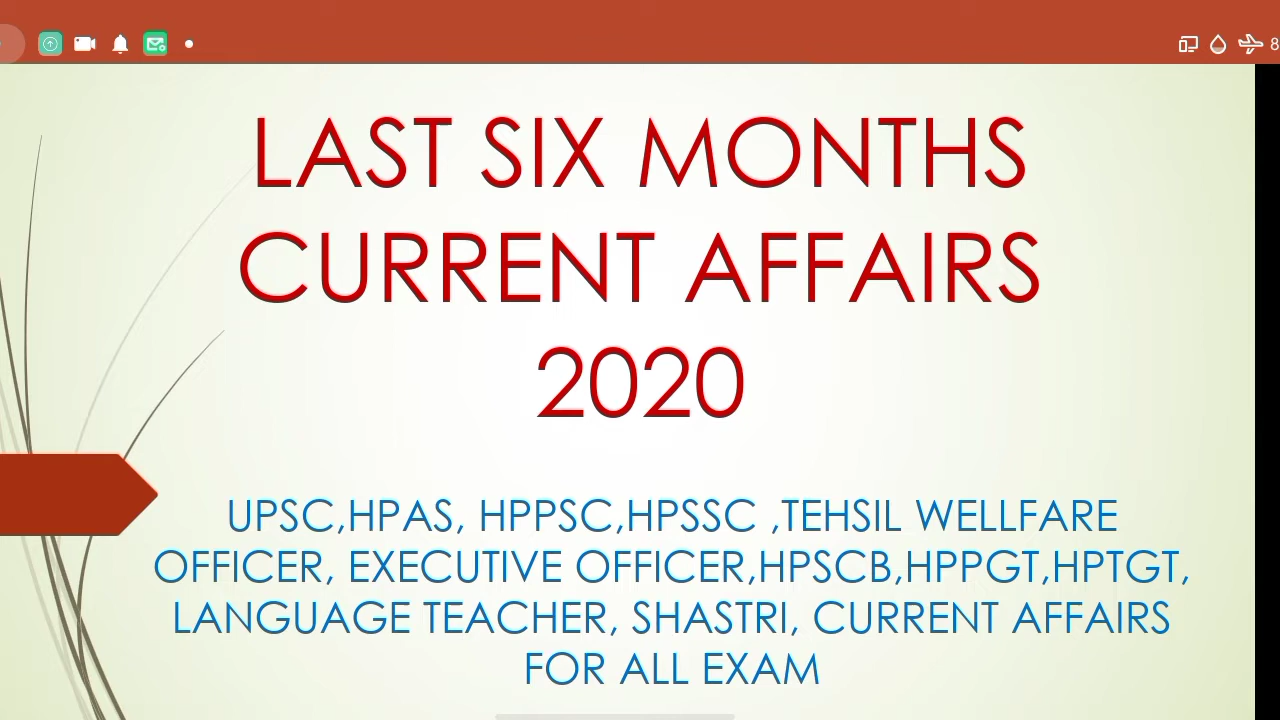 8
LAST SIX MONTHS
CURRENT AFFAIRS
2020
UPSC,HPAS, HPPSC,HPSSC ,TEHSIL WELLFARE
OFFICER, EXECUTIVE OFFICER,HPSCB,HPPGT,HPTGT,
LANGUAGE TEACHER, SHASTRI, CURRENT AFFAIRS
FOR ALL EXAM